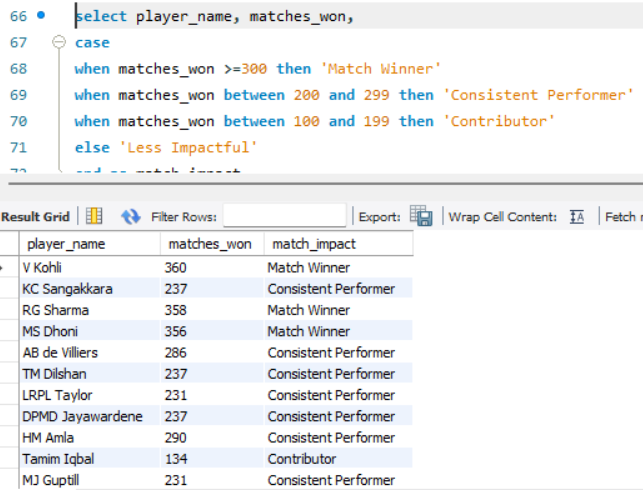 66 select player_name, matches_won,
67 case
68 when matches_won >=300 then 'Match Winner'
69 when matches_won between 200 and 299 then 'Consistent Performer'
70 when matches_won between 100 and 199 then 'Contributor'
71 else 'Less Impactful'
72 end as match_impact
Result Grid Filter Rows: Export: Wrap Cell Content: Fetch
player_name matches_won match_impact
V Kohli 360 Match Winner
KC Sangakkara 237 Consistent Performer
RG Sharma 358 Match Winner
MS Dhoni 356 Match Winner
AB de Villiers 286 Consistent Performer
TM Dilshan 237 Consistent Performer
LRPL Taylor 231 Consistent Performer
DPMD Jayawardene 237 Consistent Performer
HM Amla 290 Consistent Performer
Tamim Iqbal 134 Contributor
MJ Guptill 231 Consistent Performer